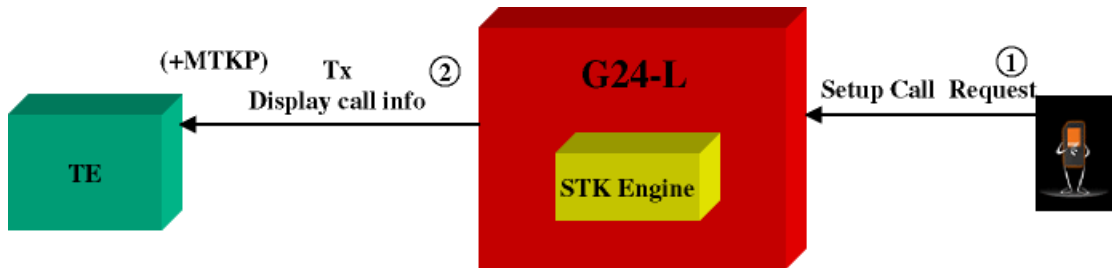 (+MTKP)
Tx
②
Display call info
TE
G24-L
STK Engine
①
Setup Call Request